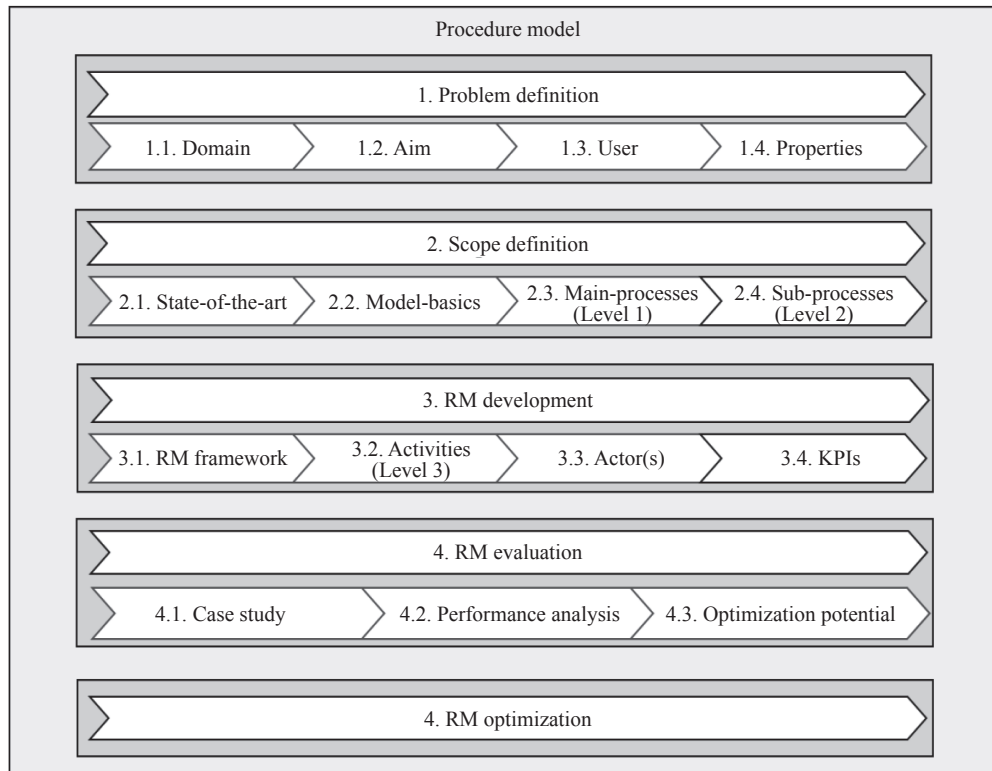 Procedure model
1. Problem definition
1.1. Domain
1.2. Aim
1.3. User
1.4. Properties
2. Scope definition
2.1. State-of-the-art
2.2. Model-basics
2.3. Main-processes
(Level 1)
2.4. Sub-processes
(Level 2)
3. RM development
3.1. RM framework
3.2. Activities
(Level 3)
3.3. Actor(s)
3.4. KPIs
4. RM evaluation
4.1. Case study
4.2. Performance analysis
4.3. Optimization potential
4. RM optimization